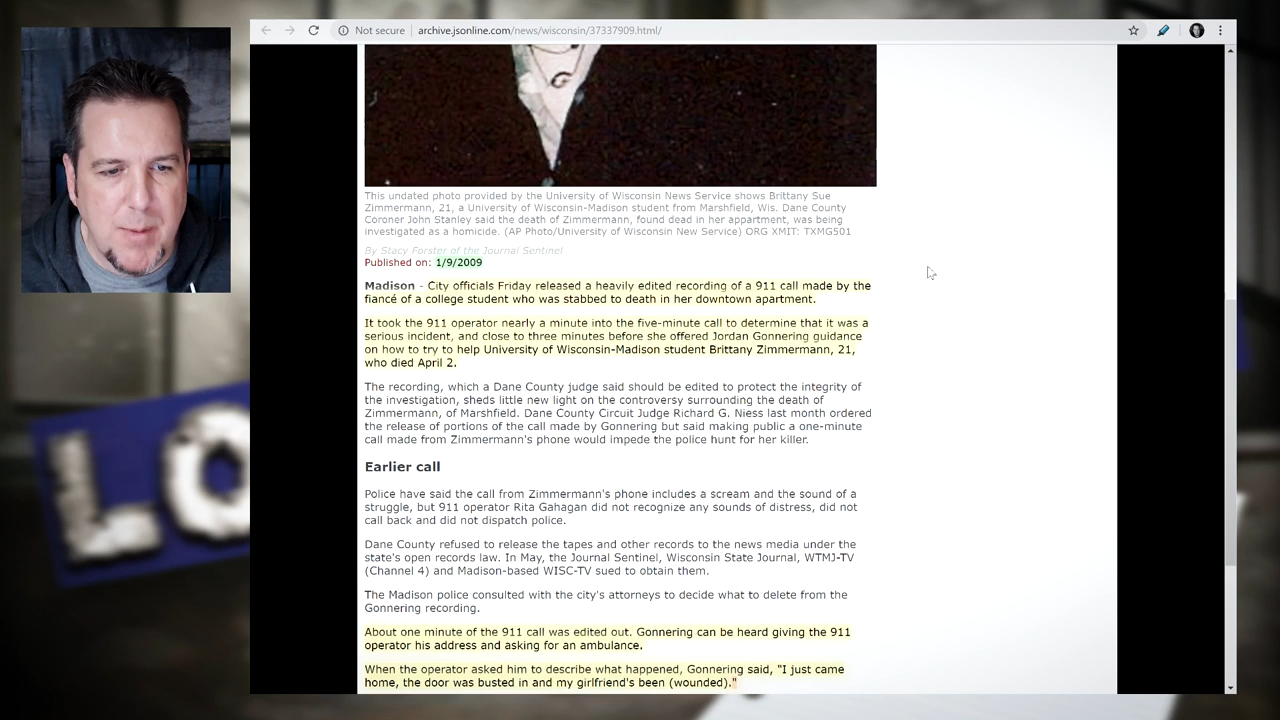 Not secure archive.jsonline.com/news/wisconsin/37337909.html/
This undated photo provided by the University of Wisconsin News Service shows Brittany Sue
Zimmermann, 21, a University of Wisconsin-Madison student from Marshfield, Wis. Dane County
Coroner John Stanley said the death of Zimmermann, found dead in her appartment, was being
investigated as a homicide. (AP Photo/University of Wisconsin New Service) ORG XMIT: TXMG501
By Stacy Forster of the Journal Sentinel
Published on: 1/9/2009
Madison - City officials Friday released a heavily edited recording of a 911 call made by the
fiancé of a college student who was stabbed to death in her downtown apartment.
It took the 911 operator nearly a minute into the five-minute call to determine that it was a
serious incident, and close to three minutes before she offered Jordan Gonnering guidance
on how to try to help University of Wisconsin-Madison student Brittany Zimmermann, 21,
who died April 2.
The recording, which a Dane County judge said should be edited to protect the integrity of
the investigation, sheds little new light on the controversy surrounding the death of
Zimmermann, of Marshfield. Dane County Circuit Judge Richard G. Niess last month ordered
the release of portions of the call made by Gonnering but said making public a one-minute
call made from Zimmermann's phone would impede the police hunt for her killer.
Earlier call
Police have said the call from Zimmermann's phone includes a scream and the sound of a
struggle, but 911 operator Rita Gahagan did not recognize any sounds of distress, did not
call back and did not dispatch police.
Dane County refused to release the tapes and other records to the news media under the
state's open records law. In May, the Journal Sentinel, Wisconsin State Journal, WTMJ-TV
(Channel 4) and Madison-based WISC-TV sued to obtain them.
The Madison police consulted with the city's attorneys to decide what to delete from the
Gonnering recording.
About one minute of the 911 call was edited out. Gonnering can be heard giving the 911
operator his address and asking for an ambulance.
When the operator asked him to describe what happened, Gonnering said, "I just came
home, the door was busted in and my girlfriend's been (wounded)."
LO